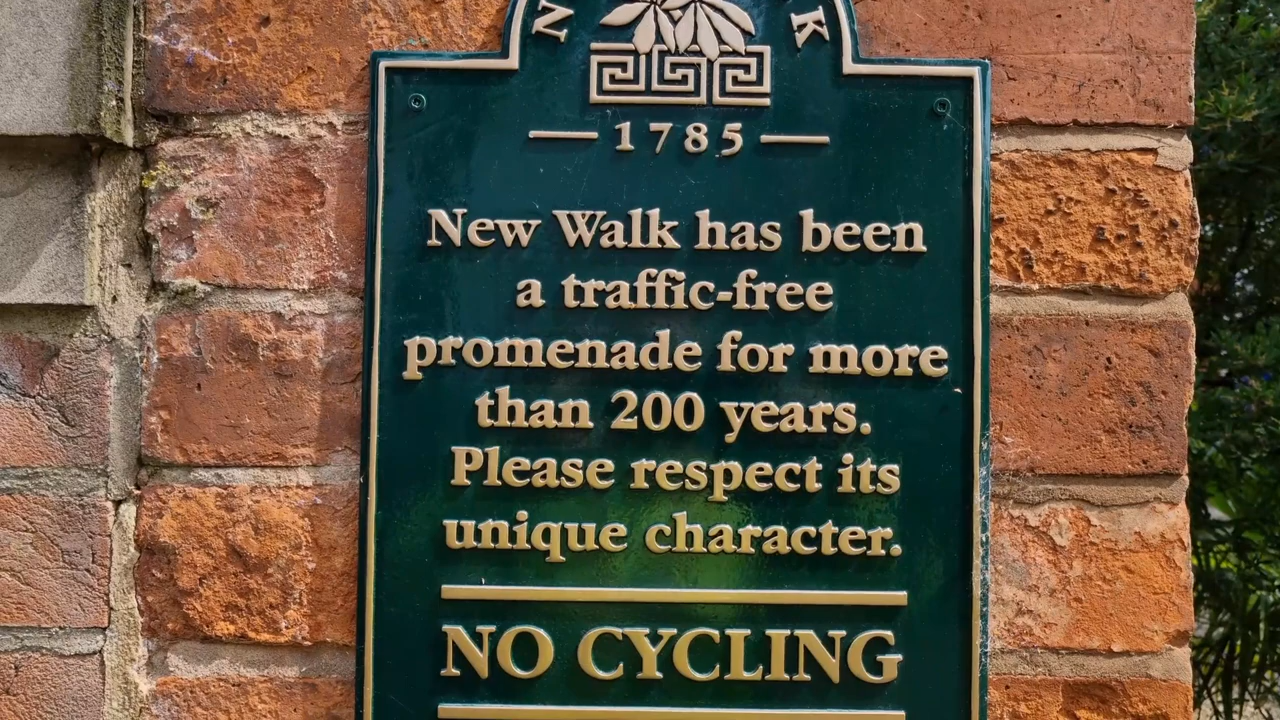 N K
1785
New Walk has been
a traffic-free
promenade for more
than 200 years.
Please respect its
unique character.
NO CYCLING